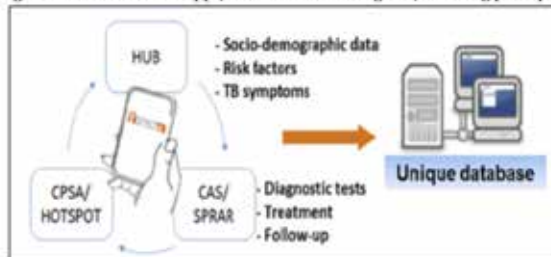 HUB
- Socio-demographic data
- Risk factors
- TB symptoms
CPSA/
HOTSPOT
CAS/
SPRAR
- Diagnostic tests
- Treatment
- Follow-up
Unique database